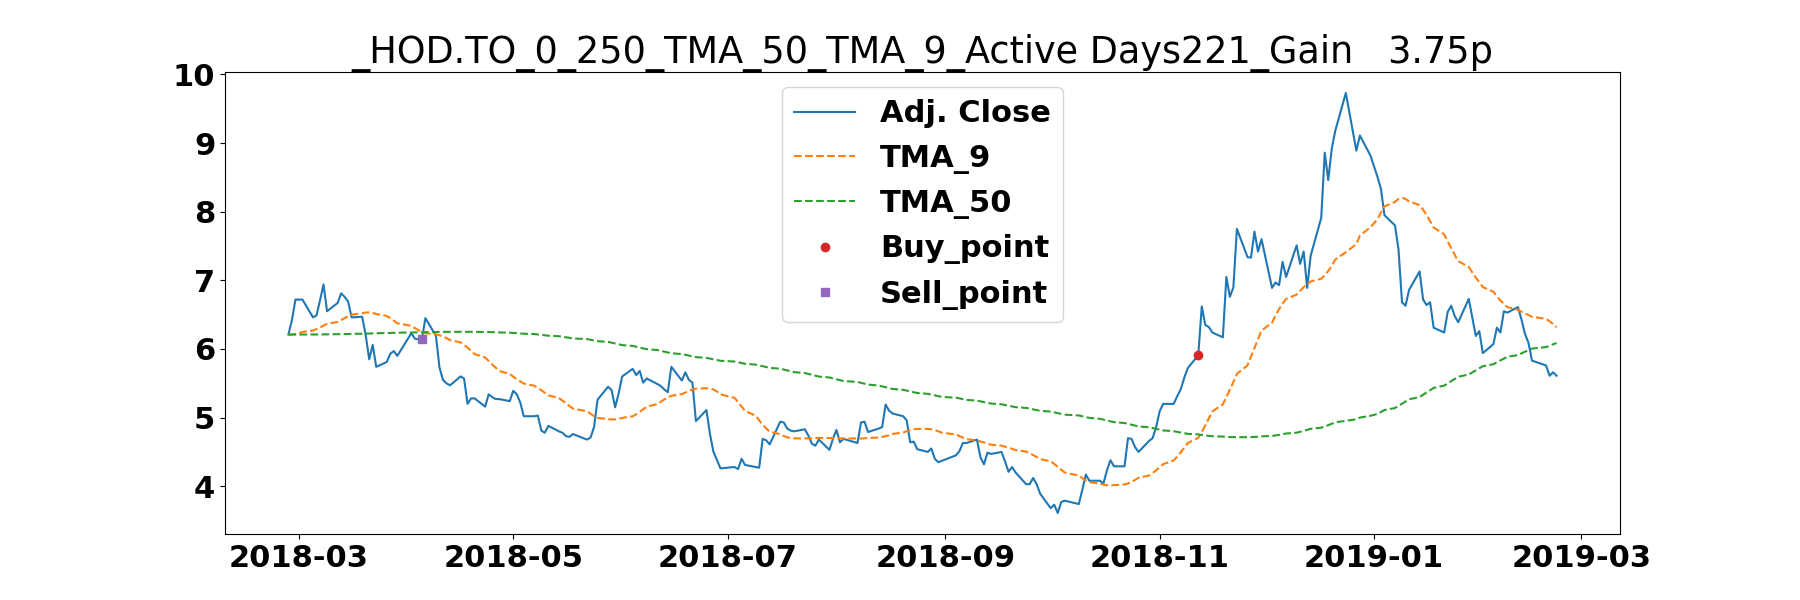 _HOD.TO_0_250_TMA_50_TMA_9_Active Days221_Gain   3.75p
10
9
8
7
6
5
4
Adj. Close
TMA_9
TMA_50
Buy_point
Sell_point
2018-03 2018-05 2018-07 2018-09 2018-11 2019-01 2019-03